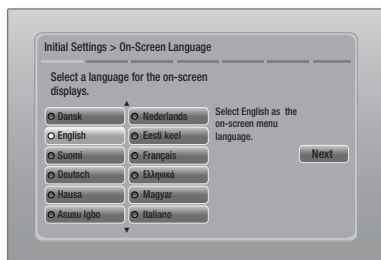 Initial Settings > On-Screen Language
Select a language for the on-screen
displays.
Dansk
English
Suomi
Deutsch
Hausa
Asusu Igbo
Nederlands
Eesti keel
Français
Ελληνικά
Magyar
Italiano
Select English as the
on-screen menu
language.
Next